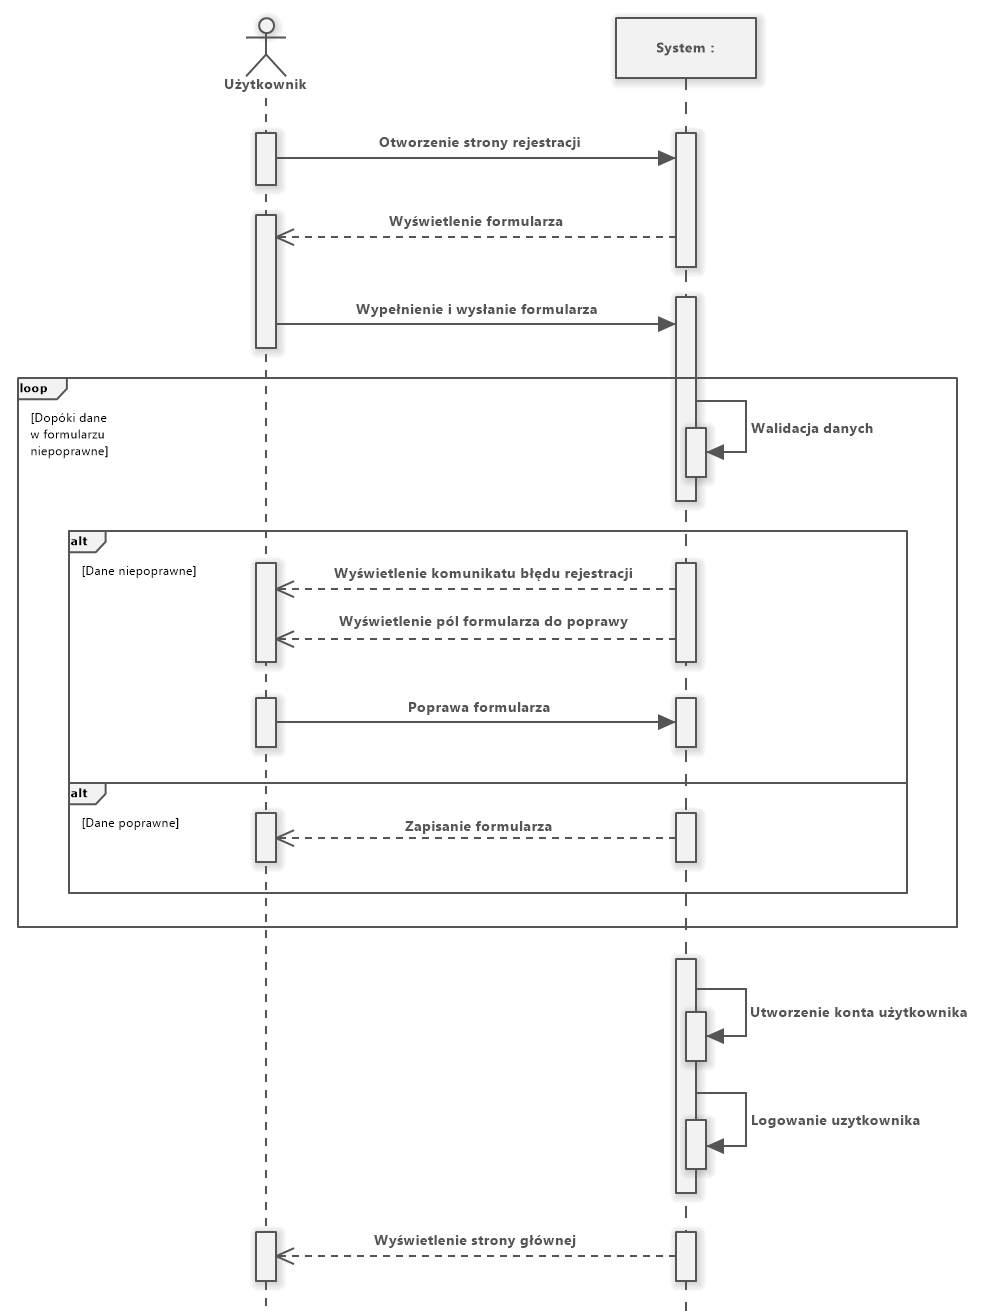 Użytkownik
System :
Otworzenie strony rejestracji
Wyświetlenie formularza
Wypełnienie i wysłanie formularza
loop
[Dopóki dane
w formularzu
niepoprawne]
Walidacja danych
alt
[Dane niepoprawne]
Wyświetlenie komunikatu błędu rejestracji
Wyświetlenie pól formularza do poprawy
Poprawa formularza
alt
[Dane poprawne]
Zapisanie formularza
Utworzenie konta użytkownika
Logowanie uzytkownika
Wyświetlenie strony głównej